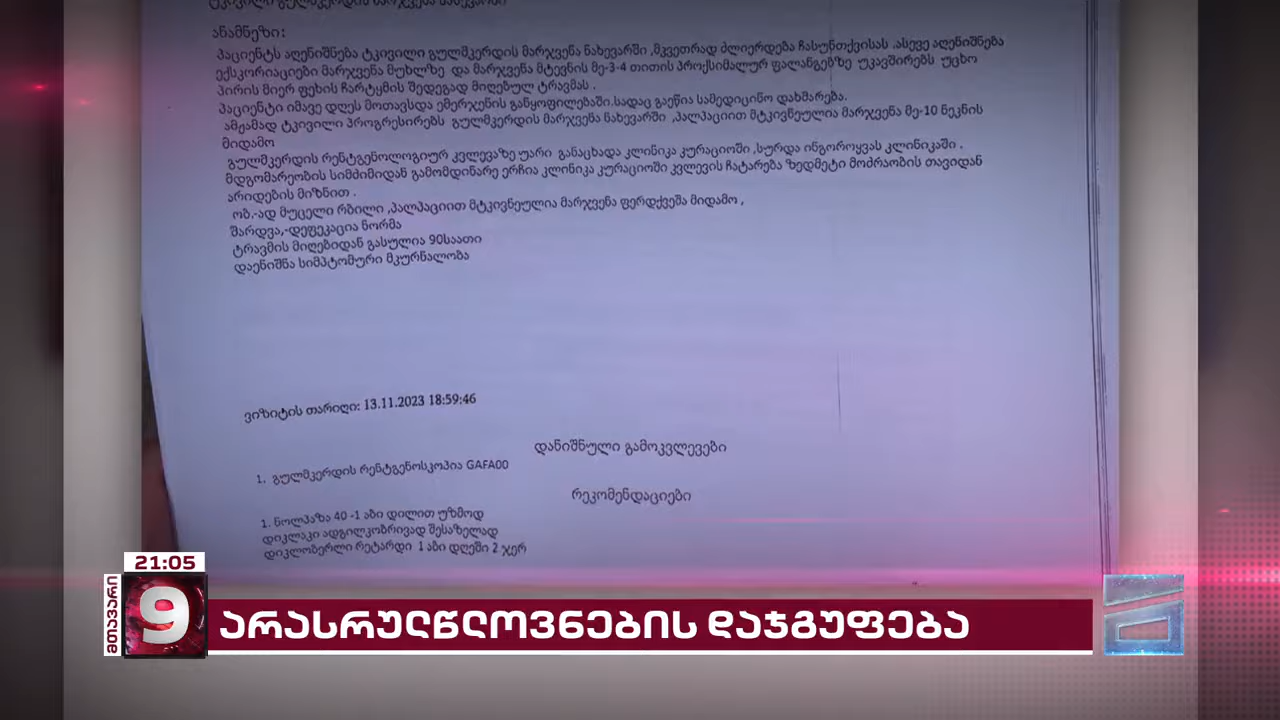 ტკივილი გულმკერდის მარჯვენა ნახევარში
ანამნეზი:
პაციენტს აღენიშნება ტკივილი გულმკერდის მარჯვენა ნახევარში ,მკვეთრად ძლიერდება ჩასუნთქვისას .ასევე აღენიშნება
ექსკორიაციები მარჯვენა მუხლზე და მარჯვენა მტევნის მე-3-4 თითის პროქსიმალურ ფალანგებზე უკავშირებს უცხო
პირის მიერ ფეხის ჩარტყმის შედეგად მიღებულ ტრავმას .
პაციენტი იმავე დღეს მოთავსდა ემერჯენის განყოფილებაში.სადაც გაეწია სამედიცინო დახმარება.
ამჟამად ტკივილი პროგრესირებს გულმკერდის მარჯვენა ნახევარში ,პალპაციით მტკივნეულია მარჯვენა მე-10 ნეკნის
მიდამო
გულმკერდის რენტგენოლოგიურ კვლევაზე უარი განაცხადა კლინიკა კურაციოში ,სურდა ინგოროყვას კლინიკაში .
მდგომარეობის სიმძიმიდან გამომდინარე ერჩია კლინიკა კურაციოში კვლევის ჩატარება ზედმეტი მოძრაობის თავიდან
არიდების მიზნით .
ობ.-ად მუცელი რბილი ,პალპაციით მტკივნეულია მარჯვენა ფერდქვეშა მიდამო ,
შარდვა,-დეფეკაცია ნორმა
ტრავმის მიღებიდან გასულია 90საათი
დაენიშნა სიმპტომური მკურნალობა
ვიზიტის თარიღი: 13.11.2023 18:59:46
დანიშნული გამოკვლევები
1. გულმკერდის რენტგენოსკოპია GAFA00
რეკომენდაციები
1. ნოლპაზა 40 -1 აბი დილით უზმოდ
დიკლაკი ადგილკობრივად შესაზელად
დიკლობერლი რეტარდი 1 აბი დღეში 2 ჯერ
21:05
მთავარი
9
არასრულწლოვნების დაჯგუფება